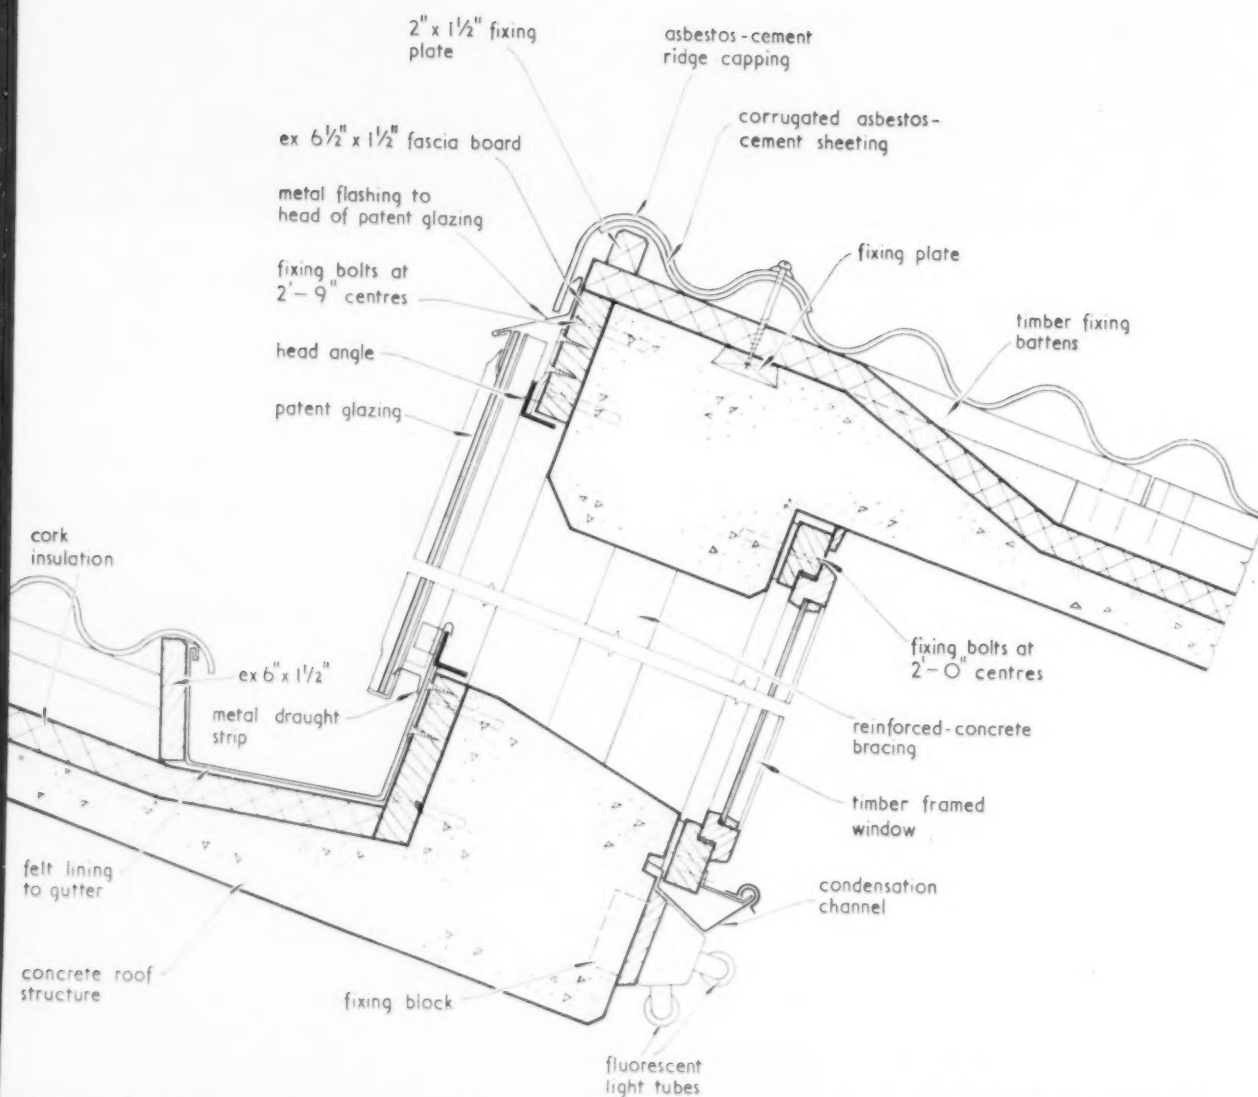 2" x 1½" fixing
plate
asbestos-cement
ridge capping
corrugated asbestos-
cement sheeting
ex 6½" x 1½" fascia board
metal flashing to
head of patent glazing
fixing bolts at
2'-9" centres
head angle
patent glazing
fixing plate
timber fixing
battens
cork
insulation
ex 6" x 1½"
metal draught
strip
fixing bolts at
2'-0" centres
reinforced-concrete
bracing
timber framed
window
felt lining
to gutter
condensation
channel
concrete roof
structure
fixing block
fluorescent
light tubes